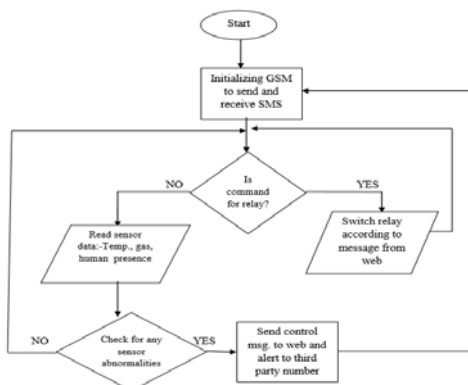 Start
Initializing GSM
to send and
receive SMS
Is
command
for relay?
NO
YES
Read sensor
data:-Temp., gas,
human presence
Switch relay
according to
message from
web
Check for any
sensor
abnormalities
NO
YES
Send control
msg. to web and
alert to third
party number